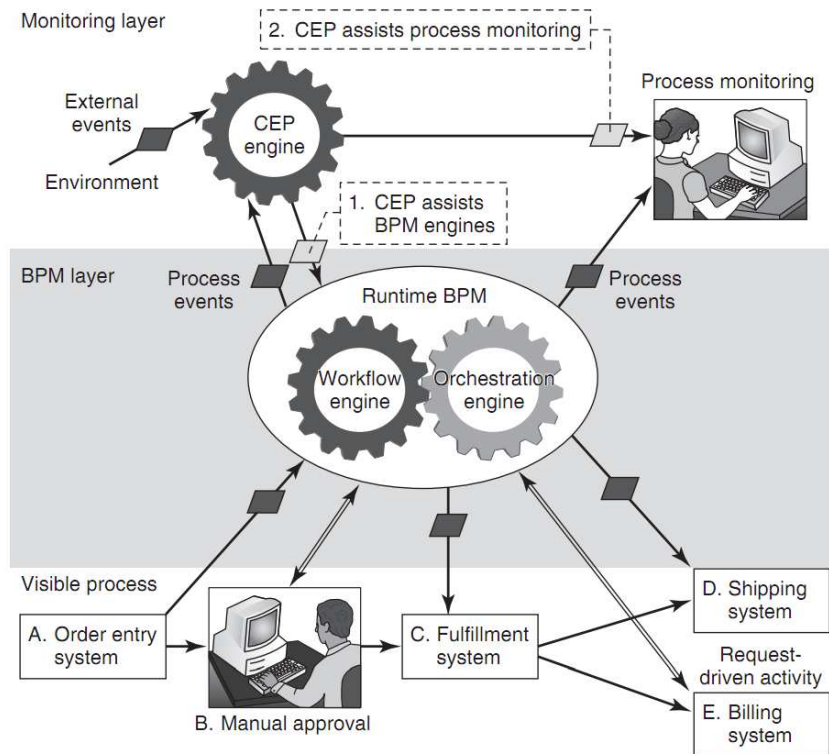 Monitoring layer
2. CEP assists process monitoring
Process monitoring
External
events
CEP
engine
Environment
1. CEP assists
BPM engines
BPM layer
Process
events
Runtime BPM
Process
events
Workflow
engine
Orchestration
engine
Visible process
A. Order entry
system
B. Manual approval
C. Fulfillment
system
D. Shipping
system
Request-
driven activity
E. Billing
system